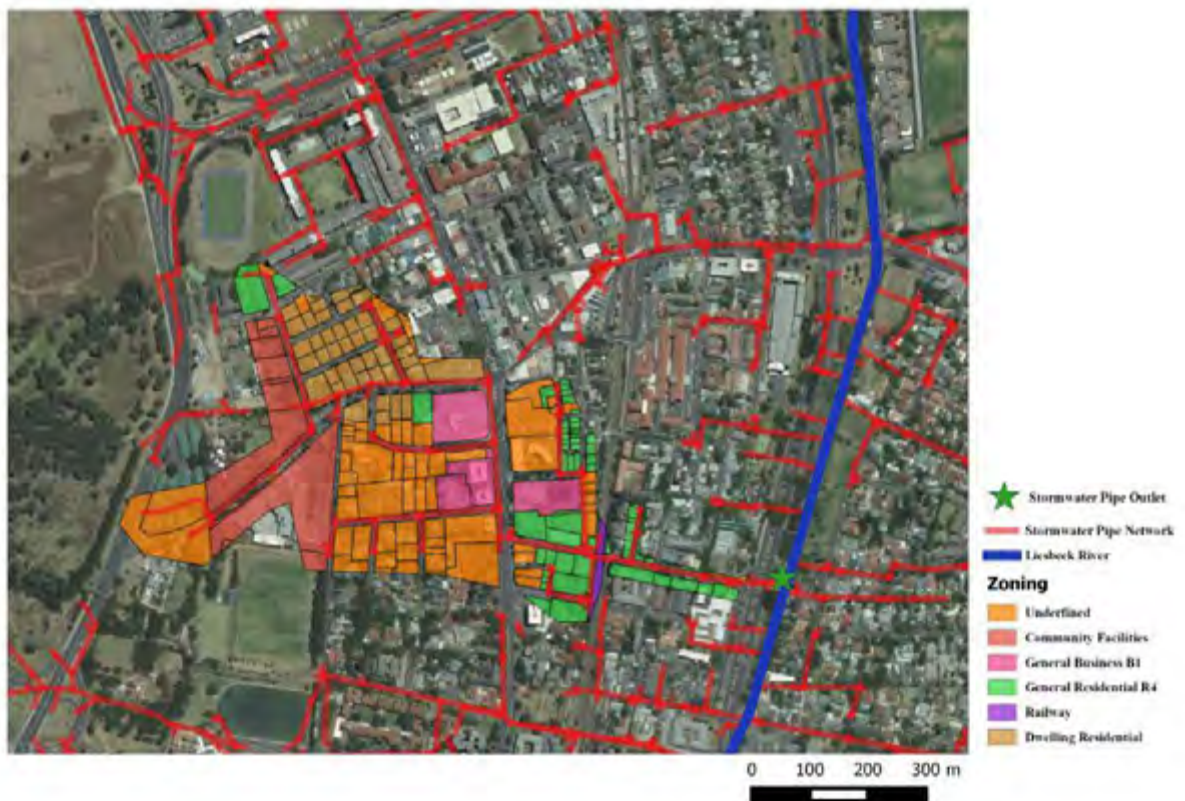 Stormwater Pipe Outlet
Stormwater Pipe Network
Liesbeek River
Zoning
Underfined
Community Facilities
General Business B1
General Residential R4
Railway
Dwelling Residential
0 100 200 300 m